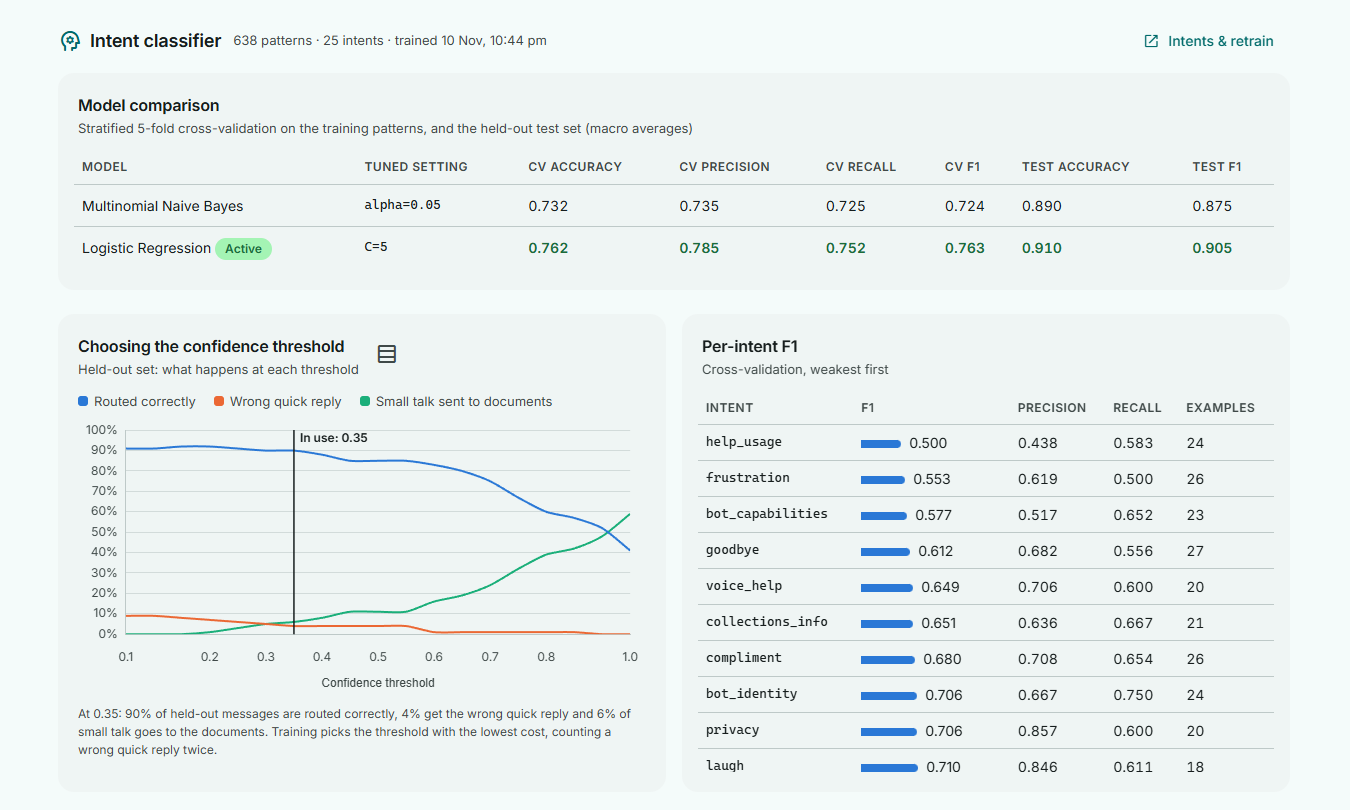 Intent classifier 638 patterns · 25 intents · trained 10 Nov, 10:44 pm
Intents & retrain
Model comparison
Stratified 5-fold cross-validation on the training patterns, and the held-out test set (macro averages)
MODEL TUNED SETTING CV ACCURACY CV PRECISION CV RECALL CV F1 TEST ACCURACY TEST F1
Multinomial Naive Bayes alpha=0.05 0.732 0.735 0.725 0.724 0.890 0.875
Logistic Regression Active C=5 0.762 0.785 0.752 0.763 0.910 0.905
Choosing the confidence threshold
Held-out set: what happens at each threshold
Routed correctly Wrong quick reply Small talk sent to documents
In use: 0.35
100%
90%
80%
70%
60%
50%
40%
30%
20%
10%
0%
0.1 0.2 0.3 0.4 0.5 0.6 0.7 0.8 1.0
Confidence threshold
At 0.35: 90% of held-out messages are routed correctly, 4% get the wrong quick reply and 6% of
small talk goes to the documents. Training picks the threshold with the lowest cost, counting a
wrong quick reply twice.
Per-intent F1
Cross-validation, weakest first
INTENT F1 PRECISION RECALL EXAMPLES
help_usage 0.500 0.438 0.583 24
frustration 0.553 0.619 0.500 26
bot_capabilities 0.577 0.517 0.652 23
goodbye 0.612 0.682 0.556 27
voice_help 0.649 0.706 0.600 20
collections_info 0.651 0.636 0.667 21
compliment 0.680 0.708 0.654 26
bot_identity 0.706 0.667 0.750 24
privacy 0.706 0.857 0.600 20
laugh 0.710 0.846 0.611 18